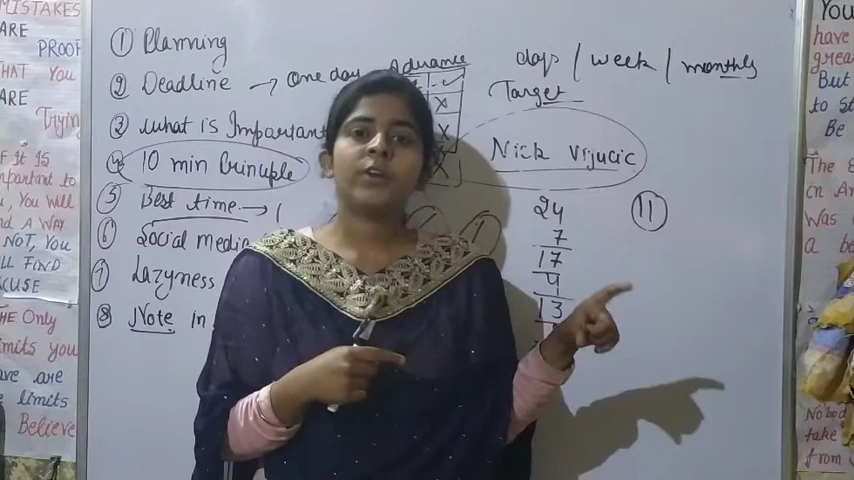 MISTAKES
ARE
PROOF
THAT YOU
ARE
Trying
If IT IS
Important TO
YOU, YOU WILL
Find A WAY
If NOT, YOU
WILL FIND
The Only
Limits YOU
Have Are
The Limits
YOU Believe
① Planning
② Deadline → One day Advance
③ What is Important
④ 10 min Principle
⑤ Best time → 1
⑥ Social media
⑦ Lazyness
⑧ Note in
days / week / monthly
Target
Nick Vrijucic
24
7
17
4
13
11
You
have
great
But
to st
Be
The E
in Ar
was
a per
Nobod
take
from